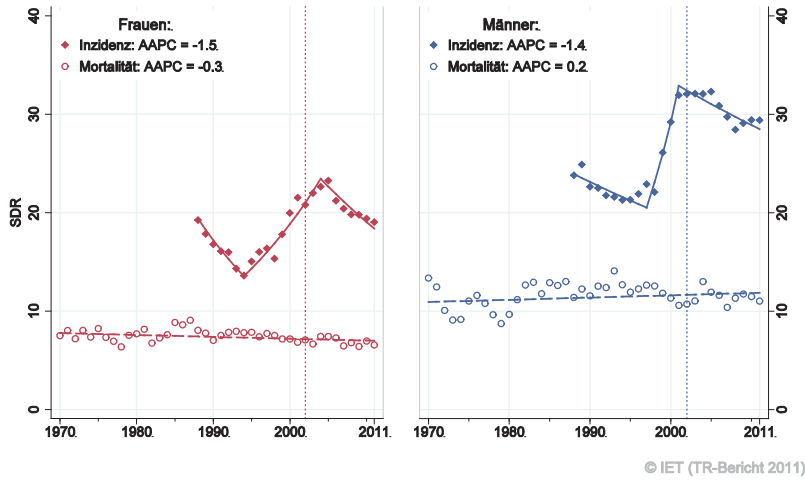 Frauen:.
Inzidenz: AAPC = -1.5.
Mortalität: AAPC = -0.3.
Männer:.
Inzidenz: AAPC = -1.4.
Mortalität: AAPC = 0.2.
SDR
40
30
20
10
0
1970.
1980.
1990.
2000.
2011.
1970.
1980.
1990.
2000.
2011.
40
30
20
10
0
© IET (TR-Bericht 2011)